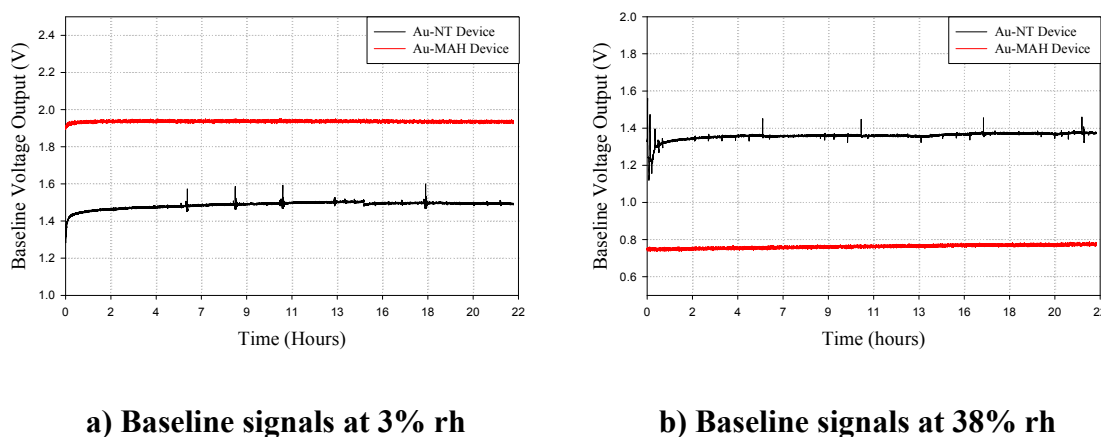 2.4
2.2
2.0
1.8
1.6
1.4
1.2
1.0
Baseline Voltage Output (V)
Au-NT Device
Au-MAH Device
0 2 4 7 9 11 13 16 18 20 22
Time (Hours)
a) Baseline signals at 3% rh
2.0
1.8
1.6
1.4
1.2
1.0
0.8
0.6
Baseline Voltage Output (V)
Au-NT Device
Au-MAH Device
0 2 4 7 9 11 13 16 18 20 22
Time (hours)
b) Baseline signals at 38% rh